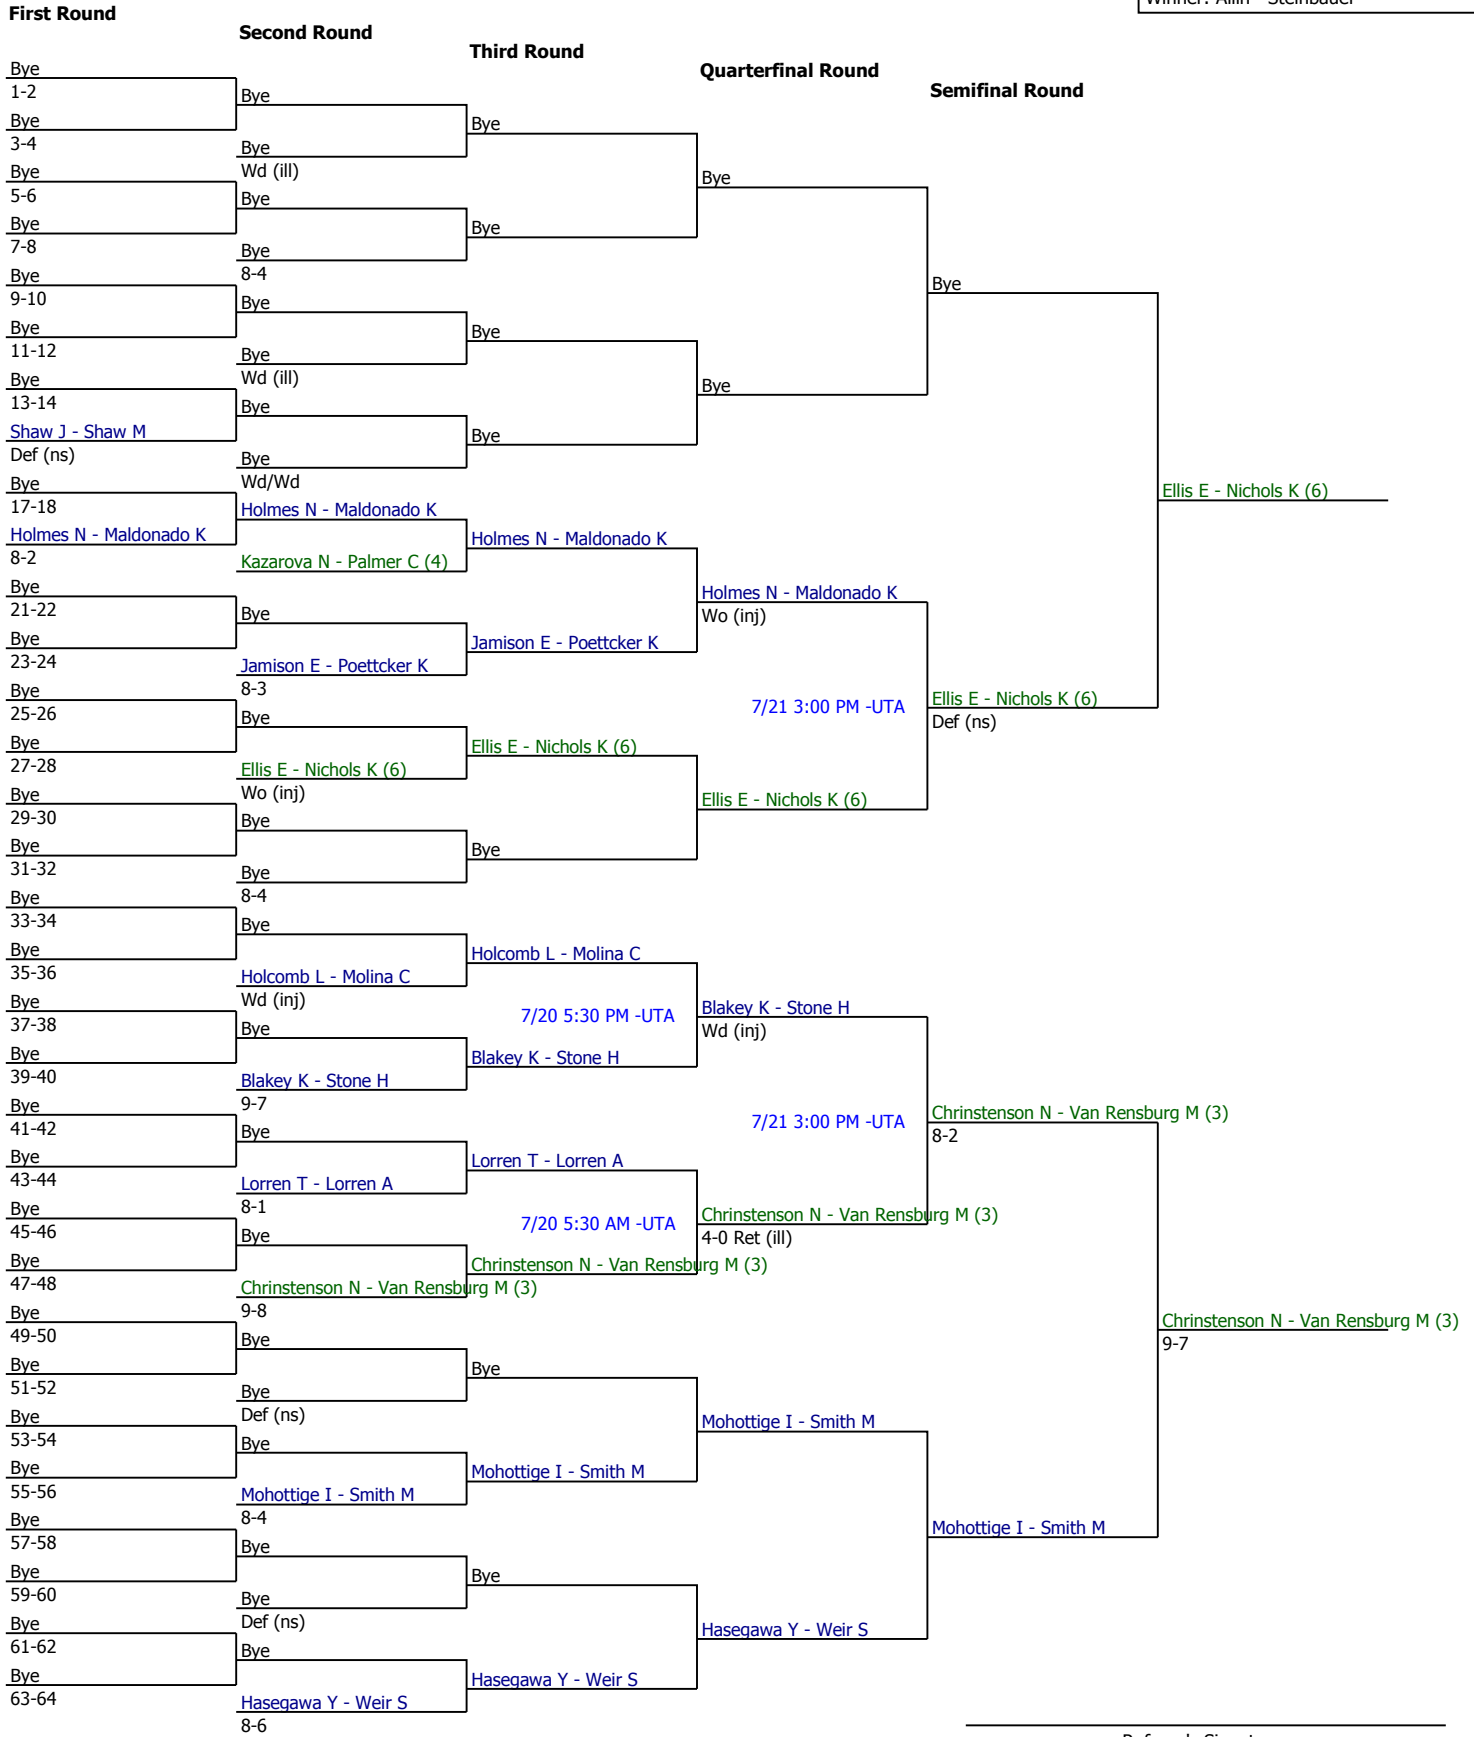 Winner: Allin - Steinbauer
First Round
Second Round
Third Round
Quarterfinal Round
Semifinal Round
Bye
1-2
Bye
3-4
Bye
5-6
Bye
7-8
Bye
9-10
Bye
11-12
Bye
13-14
Shaw J - Shaw M
Def (ns)
Bye
17-18
Holmes N - Maldonado K
8-2
Bye
21-22
Bye
23-24
Bye
25-26
Bye
27-28
Bye
29-30
Bye
31-32
Bye
33-34
Bye
35-36
Bye
37-38
Bye
39-40
Bye
41-42
Bye
43-44
Bye
45-46
Bye
47-48
Bye
49-50
Bye
51-52
Bye
53-54
Bye
55-56
Bye
57-58
Bye
59-60
Bye
61-62
Bye
63-64
Bye
Bye
Wd (ill)
Bye
Bye
8-4
Bye
Bye
Wd (ill)
Bye
Bye
Wd/Wd
Holmes N - Maldonado K
Kazarova N - Palmer C (4)
Bye
Jamison E - Poettcker K
8-3
Bye
Ellis E - Nichols K (6)
Wo (inj)
Bye
Bye
8-4
Bye
Holcomb L - Molina C
Wd (inj)
Bye
Blakey K - Stone H
9-7
Bye
Lorren T - Lorren A
8-1
Bye
Chrinstenson N - Van Rensburg M (3)
9-8
Bye
Bye
Def (ns)
Bye
Mohottige I - Smith M
8-4
Bye
Bye
Def (ns)
Bye
Hasegawa Y - Weir S
8-6
Bye
Bye
Bye
Bye
Holmes N - Maldonado K
Jamison E - Poettcker K
Ellis E - Nichols K (6)
Bye
Holcomb L - Molina C
7/20 5:30 PM -UTA
Blakey K - Stone H
Lorren T - Lorren A
7/20 5:30 AM -UTA
Chrinstenson N - Van Rensburg M (3)
Bye
Mohottige I - Smith M
Bye
Hasegawa Y - Weir S
Bye
Bye
Holmes N - Maldonado K
Wo (inj)
7/21 3:00 PM -UTA
Ellis E - Nichols K (6)
Blakey K - Stone H
Wd (inj)
7/21 3:00 PM -UTA
Chrinstenson N - Van Rensburg M (3)
4-0 Ret (ill)
Mohottige I - Smith M
Hasegawa Y - Weir S
Bye
Ellis E - Nichols K (6)
Def (ns)
Chrinstenson N - Van Rensburg M (3)
8-2
Mohottige I - Smith M
Ellis E - Nichols K (6)
Chrinstenson N - Van Rensburg M (3)
9-7